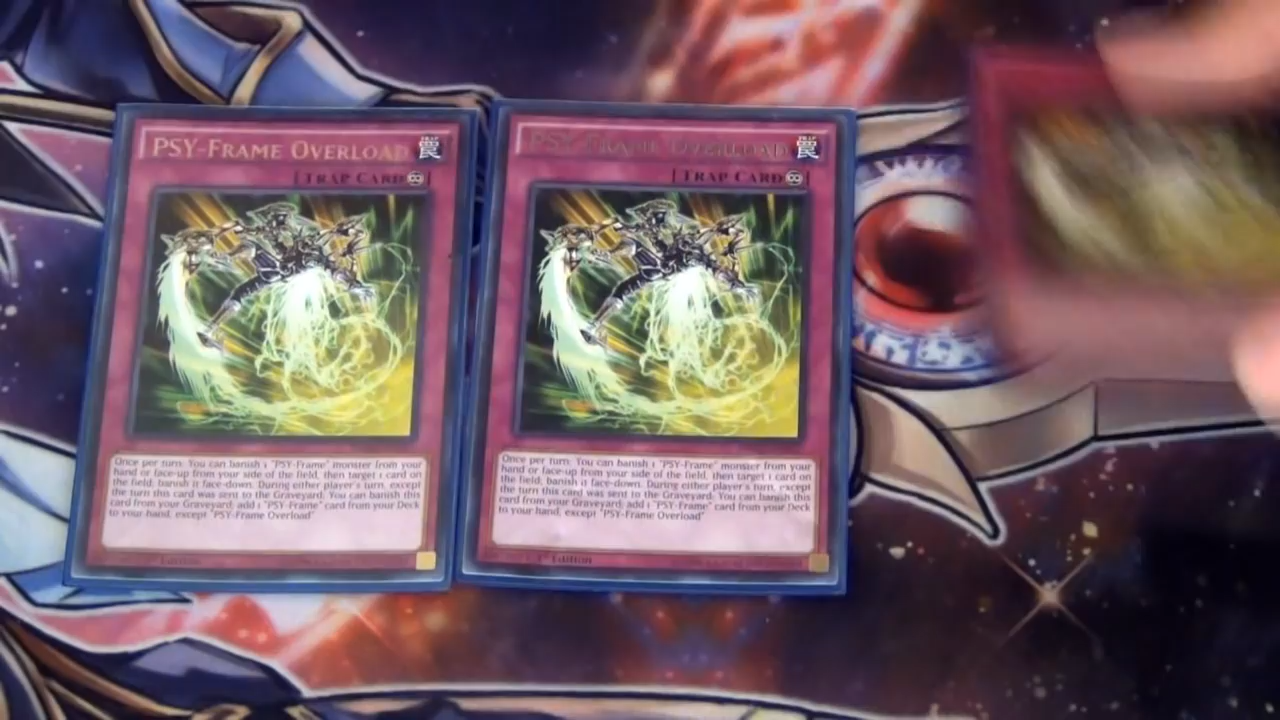 PSY-FRAME OVERLOAD 罠
[TRAP CARD
Once per turn: You can banish 1 "PSY-Frame" monster from your
hand or face-up from your side of the field, then target 1 card on
the field; banish it face-down. During either player's turn, except
the turn this card was sent to the Graveyard: You can banish this
card from your Graveyard; add 1 "PSY-Frame" card from your Deck
to your hand, except "PSY-Frame Overload"
PSY-FRAME OVERLOAD 罠
[TRAP CARD
Once per turn: You can banish 1 "PSY-Frame" monster from your
hand or face-up from your side of the field, then target 1 card on
the field; banish it face-down. During either player's turn, except
the turn this card was sent to the Graveyard: You can banish this
card from your Graveyard; add 1 "PSY-Frame" card from your Deck
to your hand, except "PSY-Frame Overload"
Edition